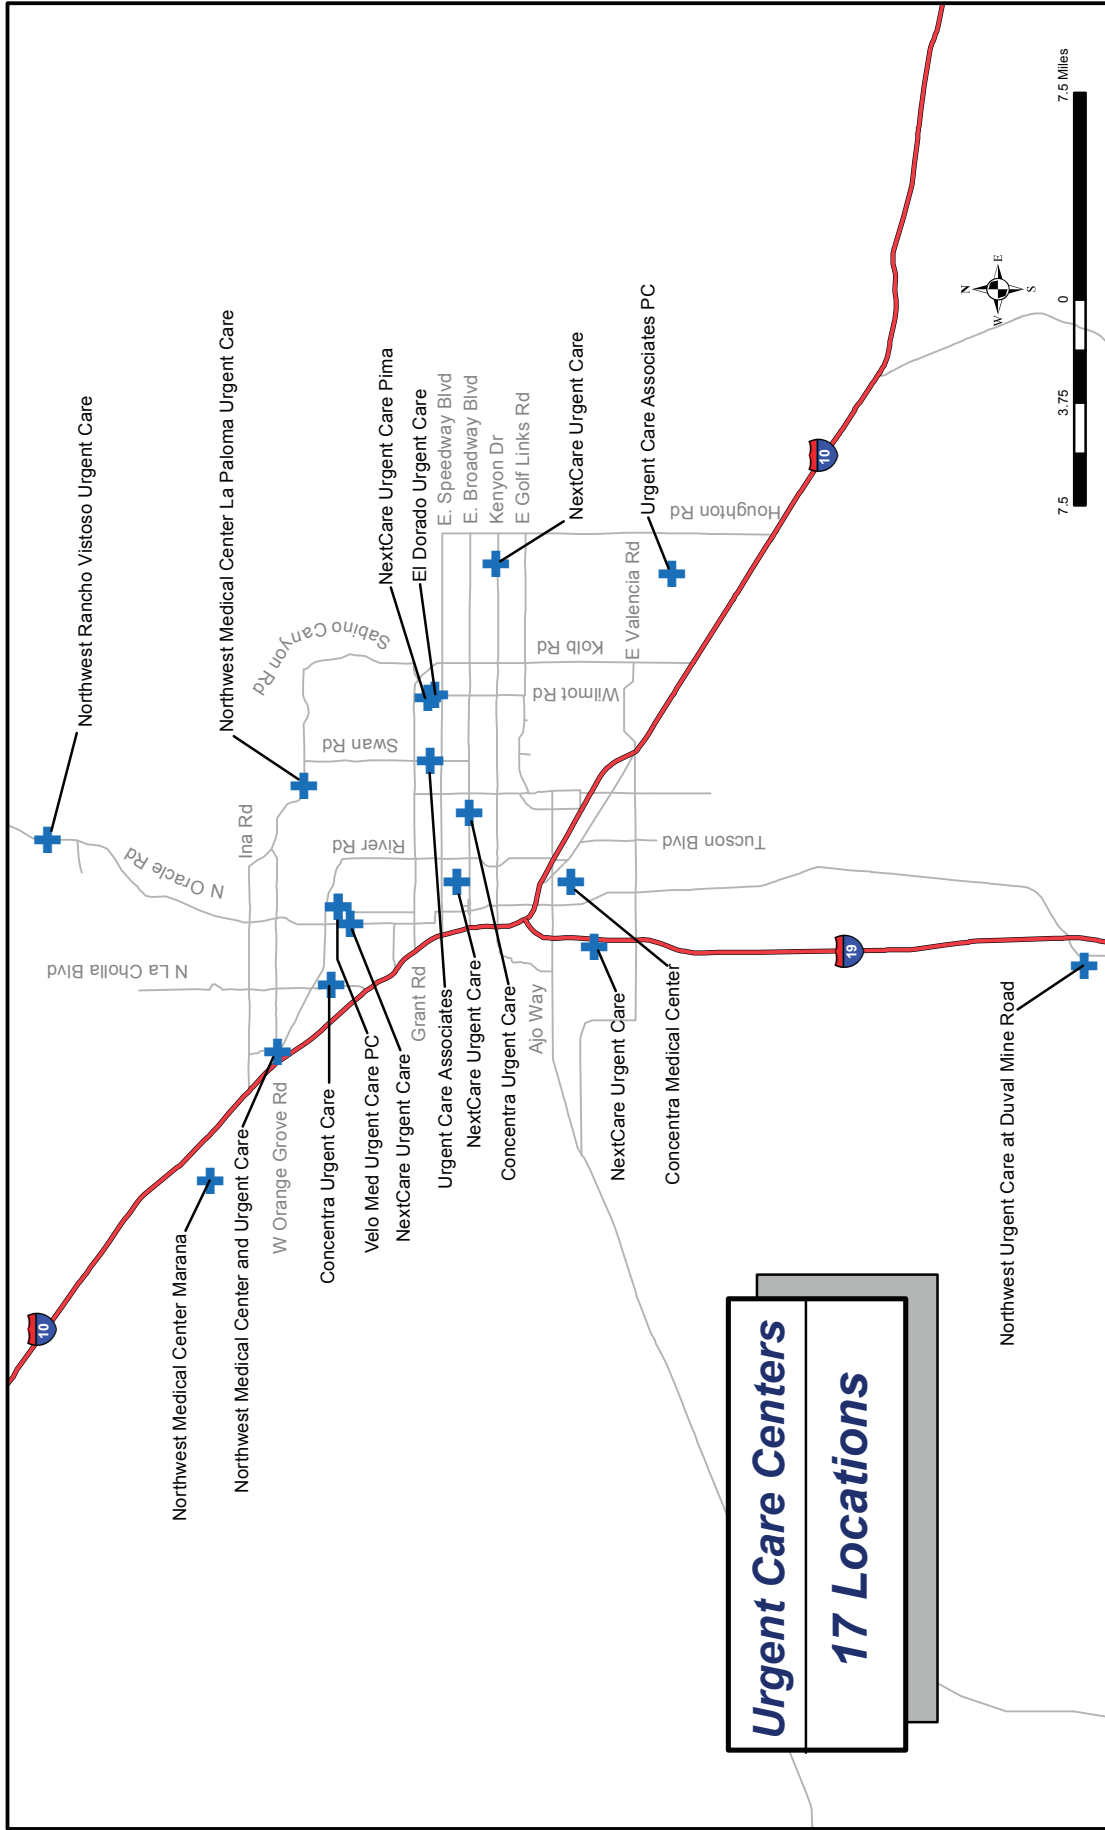 Northwest Rancho Vistoso Urgent Care
N Oracle Rd
N La Cholla Blvd
10
Northwest Medical Center La Paloma Urgent Care
Ina Rd
Sabino Canyon Rd
Northwest Medical Center Marana
Northwest Medical Center and Urgent Care
W Orange Grove Rd
Swan Rd
River Rd
Concentra Urgent Care
Velo Med Urgent Care PC
NextCare Urgent Care
NextCare Urgent Care Pima
El Dorado Urgent Care
Grant Rd
E. Speedway Blvd
E. Broadway Blvd
Kenyon Dr
E Golf Links Rd
Urgent Care Associates
NextCare Urgent Care
Concentra Urgent Care
Ajo Way
NextCare Urgent Care
Kolb Rd
Wilmot Rd
E Valencia Rd
Urgent Care Associates PC
Houghton Rd
Tucson Blvd
NextCare Urgent Care
Concentra Medical Center
10
19
Northwest Urgent Care at Duval Mine Road
N
W
E
S
7.5
3.75
0
7.5 Miles
Urgent Care Centers
17 Locations